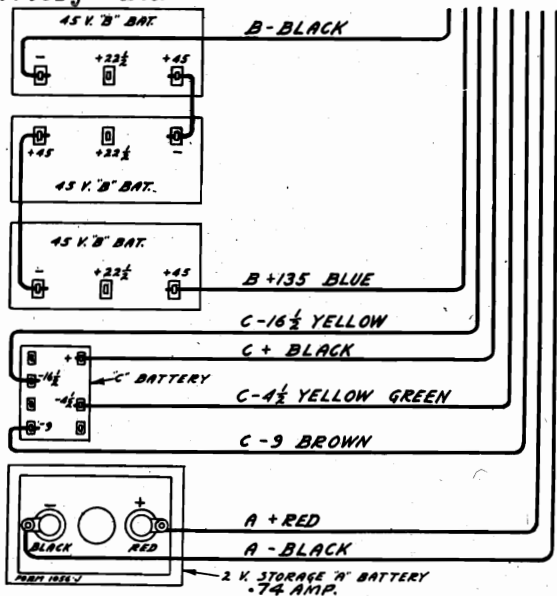 45 V. "B" BAT.
B-BLACK
- +22½ +45
+45 +22½ -
45 V. "B" BAT.
45 V. "B" BAT.
- +22½ +45
B +135 BLUE
C-16½ YELLOW
+
C + BLACK
-16½
"C" BATTERY
-4½
C-4½ YELLOW GREEN
-9
C -9 BROWN
- +
A + RED
BLACK RED
A - BLACK
FORM 1056-J
2 V. STORAGE "A" BATTERY
.74 AMP.